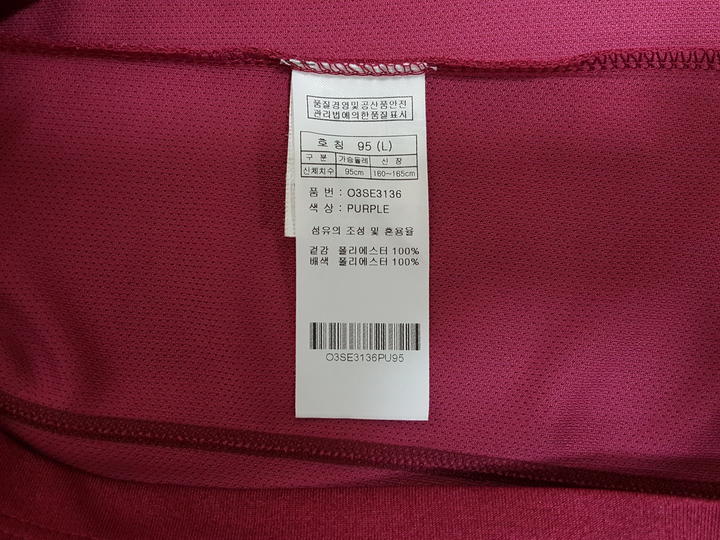 품질경영및공산품안전
관리법에의한품질표시
호 칭 95 (L)
구 분 가슴둘레 신 장
신체치수 95cm 160~165cm
품 번 : O3SE3136
색 상 : PURPLE
섬유의 조성 및 혼용율
겉감 폴리에스터 100%
배색 폴리에스터 100%
O3SE3136PU95